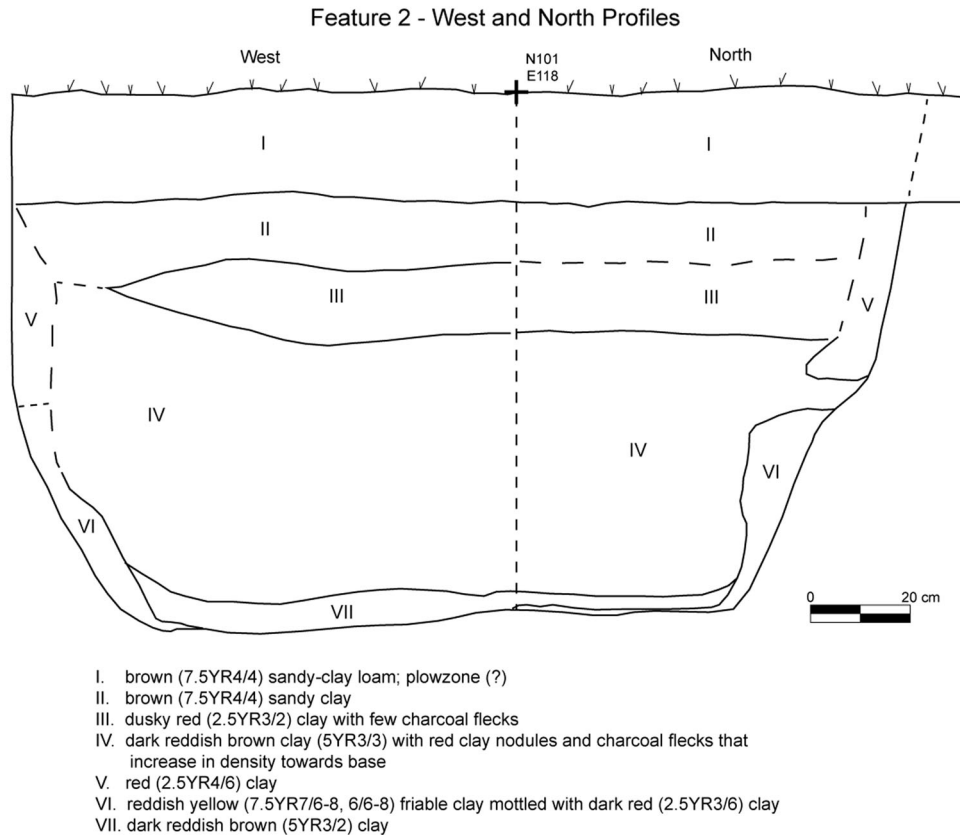 Feature 2 - West and North Profiles
West
N101
E118
North
I
I
II
II
III
III
V
V
IV
IV
VI
VI
VII
0 20 cm
I. brown (7.5YR4/4) sandy-clay loam; plowzone (?)
II. brown (7.5YR4/4) sandy clay
III. dusky red (2.5YR3/2) clay with few charcoal flecks
IV. dark reddish brown clay (5YR3/3) with red clay nodules and charcoal flecks that
increase in density towards base
V. red (2.5YR4/6) clay
VI. reddish yellow (7.5YR7/6-8, 6/6-8) friable clay mottled with dark red (2.5YR3/6) clay
VII. dark reddish brown (5YR3/2) clay